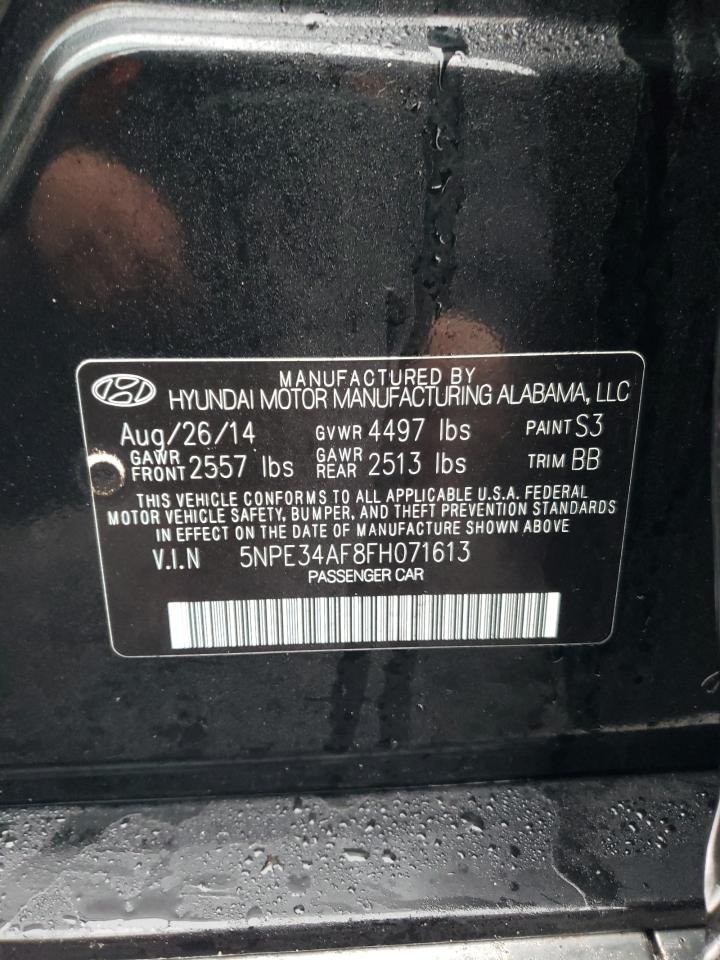 MANUFACTURED BY
HYUNDAI MOTOR MANUFACTURING ALABAMA, LLC
Aug/26/14 GVWR 4497 lbs PAINT S3
GAWR FRONT 2557 lbs GAWR REAR 2513 lbs TRIM BB
THIS VEHICLE CONFORMS TO ALL APPLICABLE U.S.A. FEDERAL
MOTOR VEHICLE SAFETY, BUMPER, AND THEFT PREVENTION STANDARDS
IN EFFECT ON THE DATE OF MANUFACTURE SHOWN ABOVE
V.I.N 5NPE34AF8FH071613
PASSENGER CAR